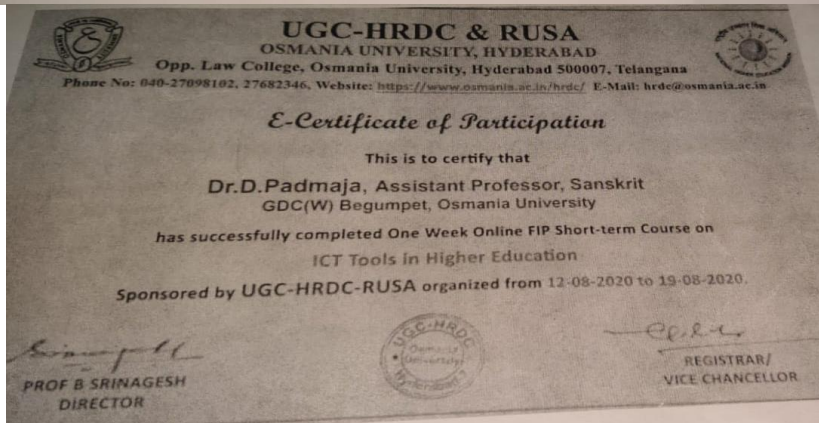 UGC-HRDC & RUSA
OSMANIA UNIVERSITY, HYDERABAD
Opp. Law College, Osmania University, Hyderabad 500007, Telangana
Phone No: 040-27098102, 27682346, Website: https://www.osmania.ac.in/hrdc/ E-Mail: hrdc@osmania.ac.in
E-Certificate of Participation
This is to certify that
Dr.D.Padmaja, Assistant Professor, Sanskrit
GDC(W) Begumpet, Osmania University
has successfully completed One Week Online FIP Short-term Course on
ICT Tools in Higher Education
Sponsored by UGC-HRDC-RUSA organized from 12-08-2020 to 19-08-2020.
UGC-HRDC
Osmania
University
Hyderabad
PROF B SRINAGESH
DIRECTOR
REGISTRAR/
VICE CHANCELLOR